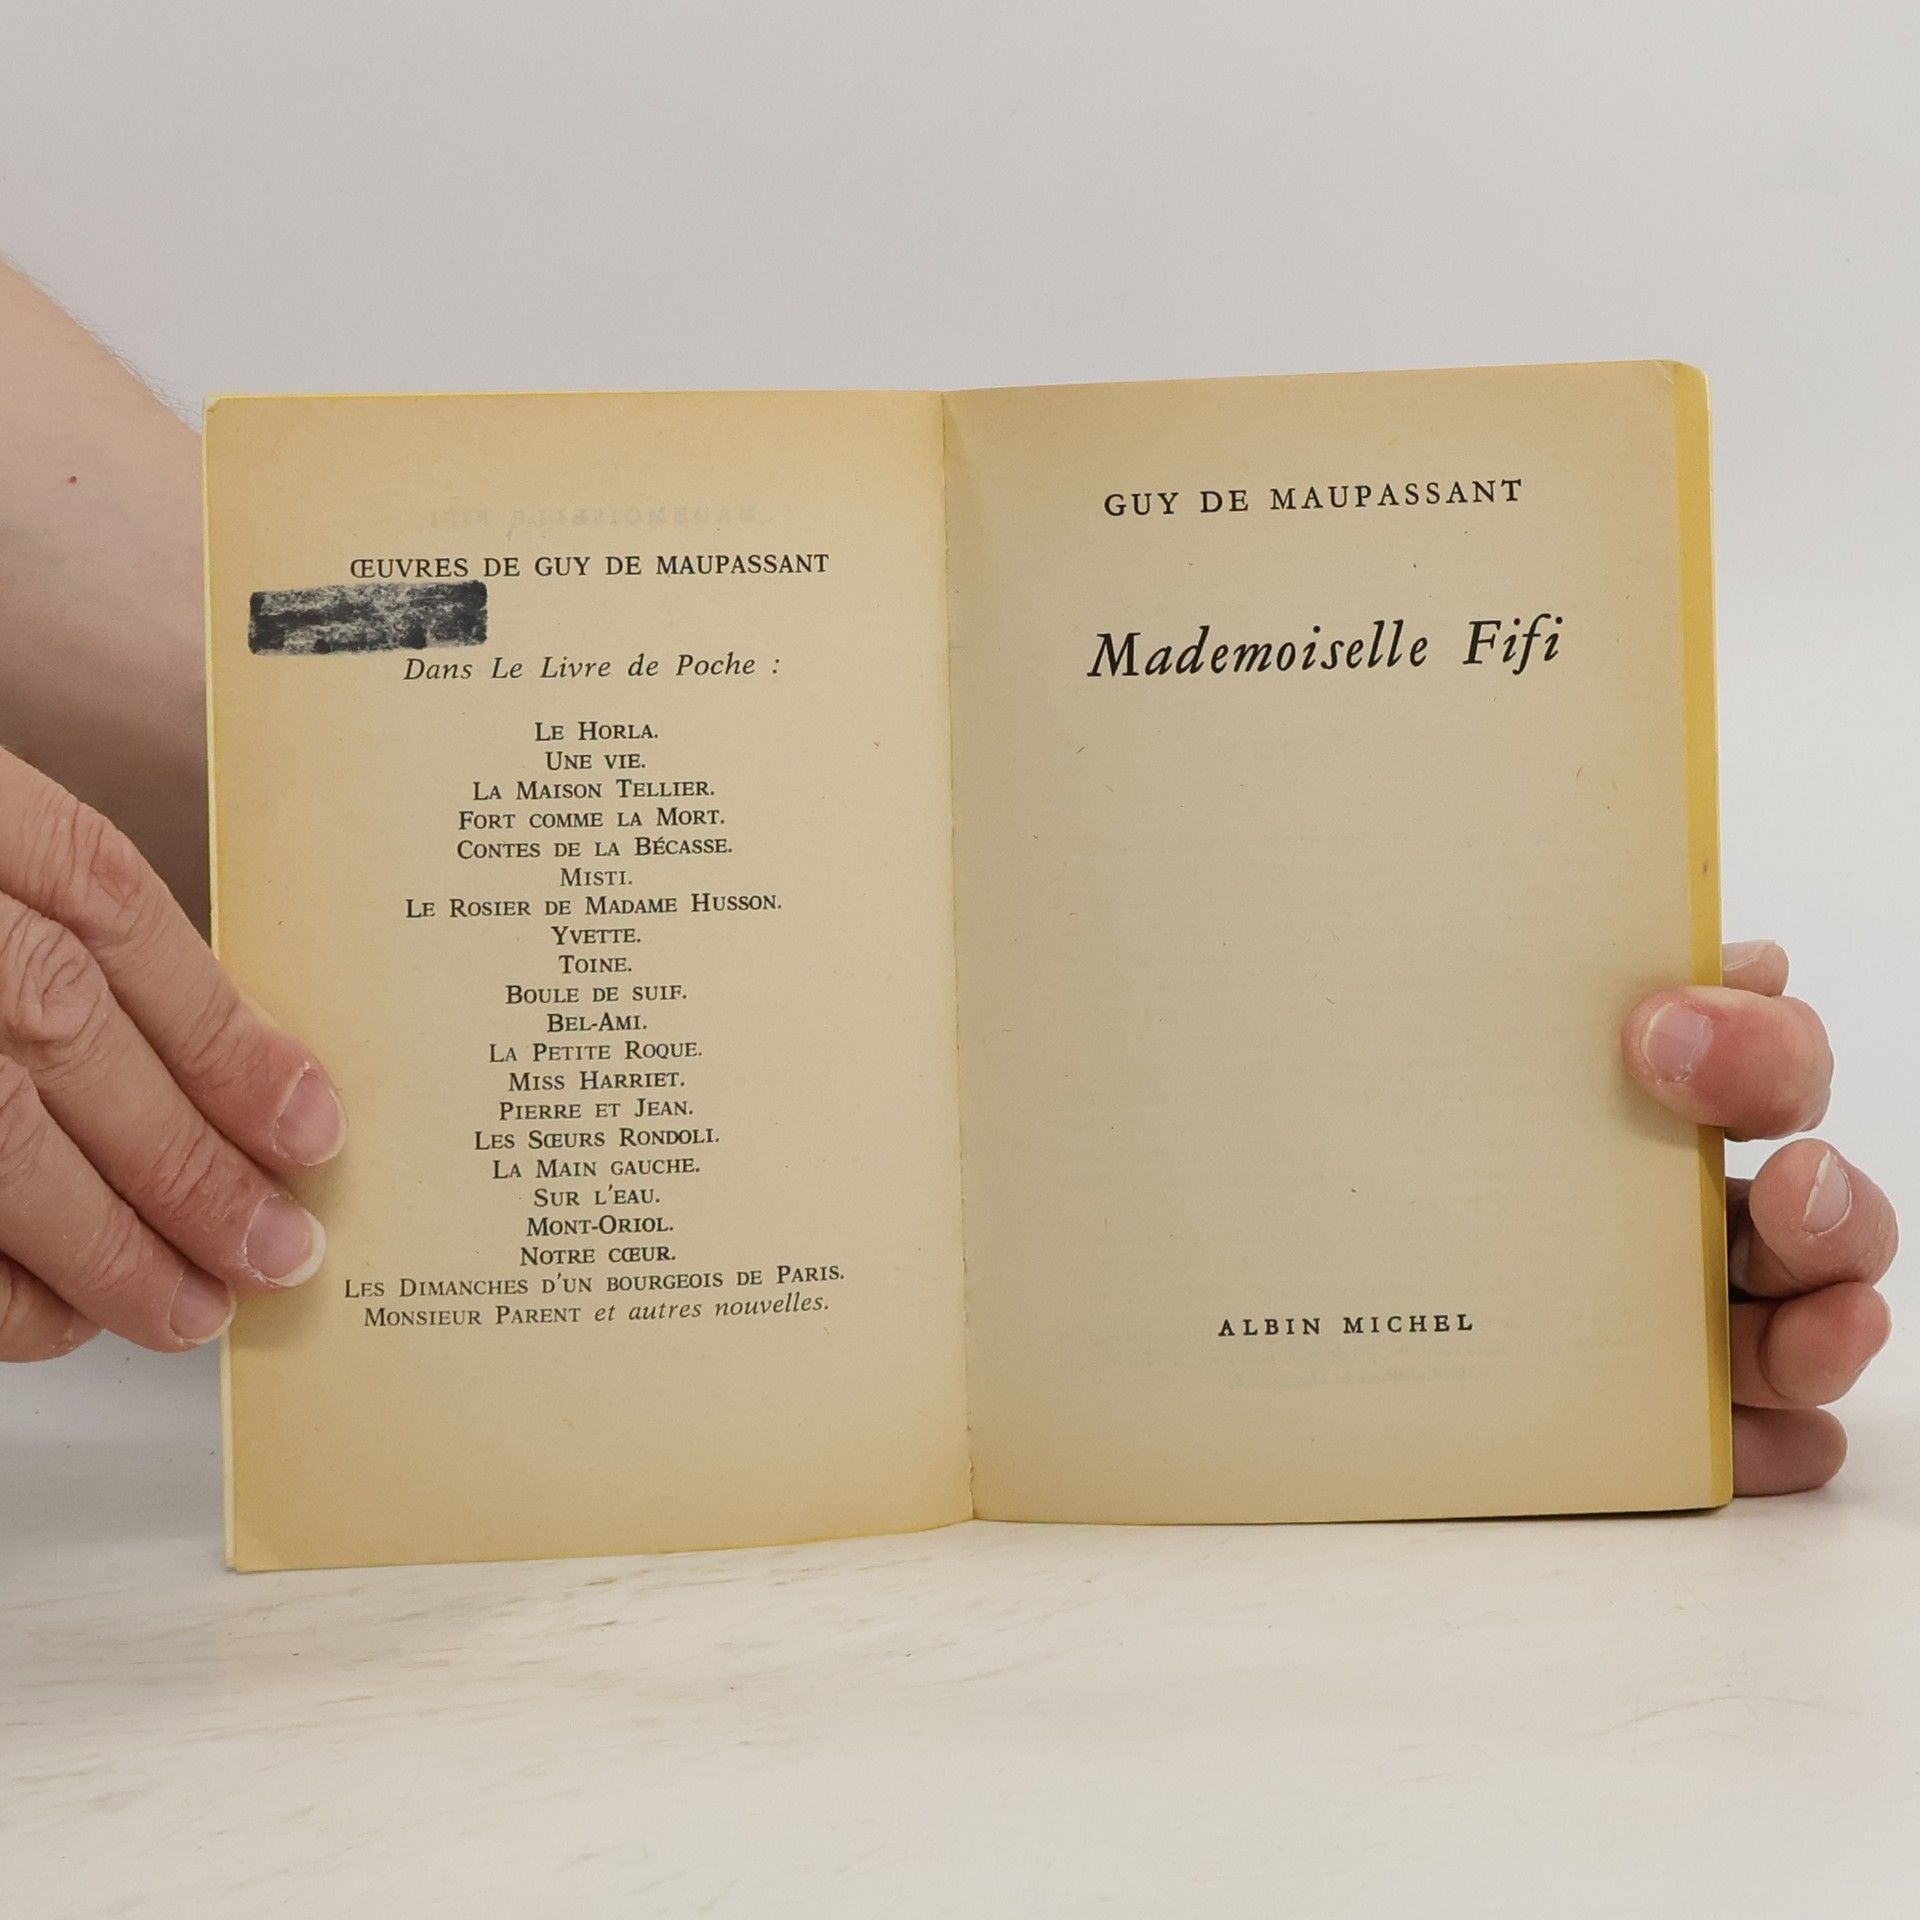 ŒUVRES DE GUY DE MAUPASSANT
Dans Le Livre de Poche :
LE HORLA.
UNE VIE.
LA MAISON TELLIER.
FORT COMME LA MORT.
CONTES DE LA BÉCASSE.
MISTI.
LE ROSIER DE MADAME HUSSON.
YVETTE.
TOINE.
BOULE DE SUIF.
BEL-AMI.
LA PETITE ROQUE.
MISS HARRIET.
PIERRE ET JEAN.
LES SŒURS RONDOLI.
LA MAIN GAUCHE.
SUR L'EAU.
MONT-ORIOL.
NOTRE CŒUR.
LES DIMANCHES D'UN BOURGEOIS DE PARIS.
MONSIEUR PARENT et autres nouvelles.
GUY DE MAUPASSANT
Mademoiselle Fifi
ALBIN MICHEL